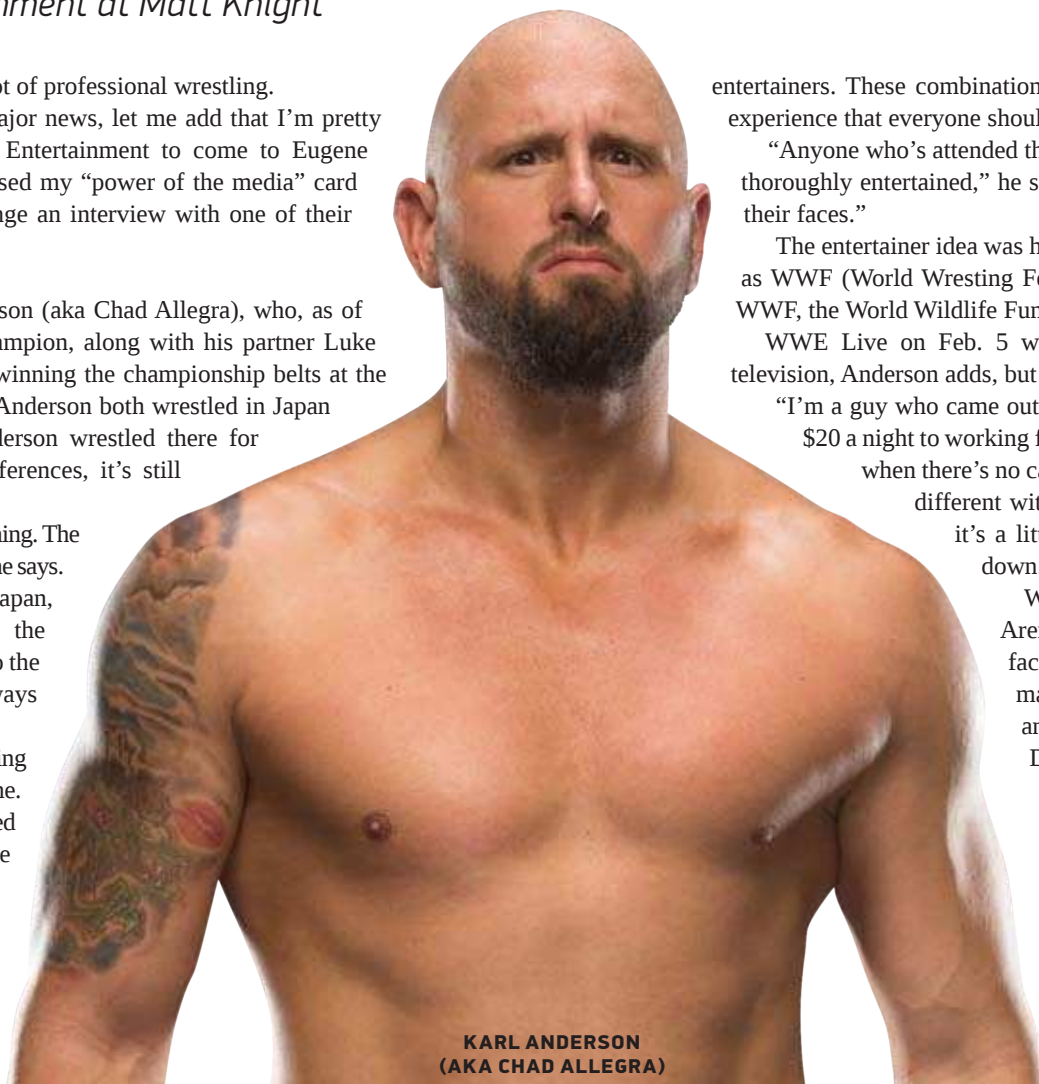 nment at Matt Knight
ot of professional wrestling.
ajor news, let me add that I’m pretty
Entertainment to come to Eugene
sed my “power of the media” card
nge an interview with one of their
son (aka Chad Allegra), who, as of
ampion, along with his partner Luke
winning the championship belts at the
Anderson both wrestled in Japan
derson wrestled there for
ferences, it’s still
ning. The
he says.
apan,
the
o the
ways
ing
ne.
ed
e
entertainers. These combination
experience that everyone shoul
“Anyone who’s attended th
thoroughly entertained,” he s
their faces.”
The entertainer idea was h
as WWF (World Wresting Fe
WWF, the World Wildlife Fun
WWE Live on Feb. 5 w
television, Anderson adds, but
“I’m a guy who came out
$20 a night to working f
when there’s no ca
different wit
it’s a lit
down
W
Are
fac
ma
an
D
KARL ANDERSON
(AKA CHAD ALLEGRA)